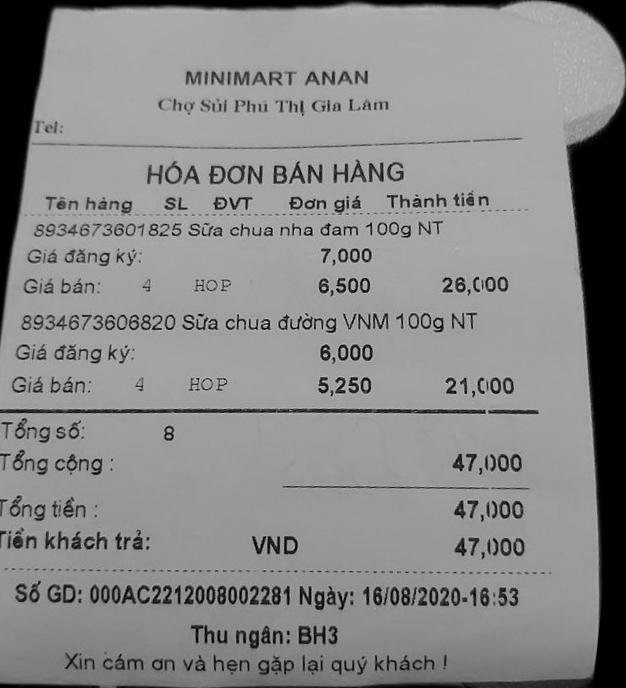 MINIMART ANAN
Chợ Sủi Phú Thị Gia Lâm
Tel:
HÓA ĐƠN BÁN HÀNG
Tên hàng SL ĐVT Đơn giá Thành tiền
8934673601825 Sữa chua nha đam 100g NT
Giá đăng ký: 7,000
Giá bán: 4 HOP 6,500 26,000
8934673606820 Sữa chua đường VNM 100g NT
Giá đăng ký: 6,000
Giá bán: 4 HOP 5,250 21,000
Tổng số: 8
Tổng cộng : 47,000
Tổng tiền : 47,000
Tiền khách trả: VND 47,000
Số GD: 000AC2212008002281 Ngày: 16/08/2020-16:53
Thu ngân: BH3
Xin cám ơn và hẹn gặp lại quý khách !